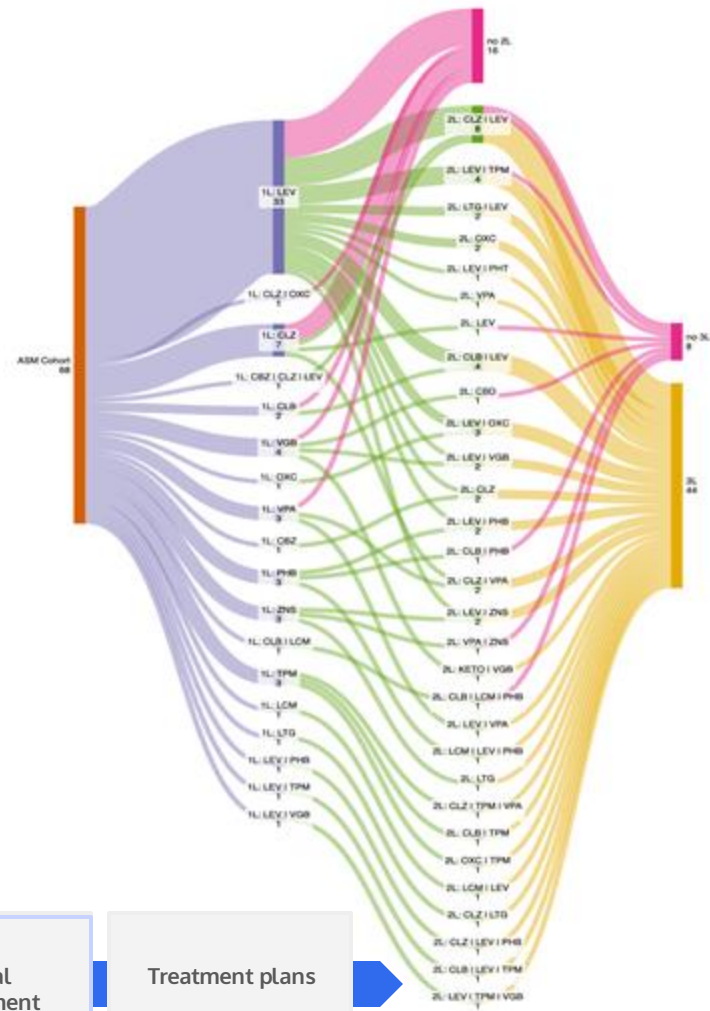 no 2L
16
2L: CLZ | LEV
8
1L: LEV
33
2L: LEV | TPM
4
2L: LTG | LEV
2
2L: OXC
2
2L: LEV | PHT
1
1L: CLZ | OXC
1
2L: VPA
1
2L: LEV
1
1L: CLZ
7
no 3L
8
ASM Cohort
68
2L: CLB | LEV
4
1L: CBZ | CLZ | LEV
1
2L: CBD
1
1L: CLB
2
2L: LEV | OXC
3
1L: VGB
4
2L: LEV | VGB
2
1L: OXC
1
3L
44
2L: CLZ
2
1L: VPA
3
2L: LEV | PHB
2
1L: CBZ
1
2L: CLB | PHB
1
1L: PHB
3
2L: CLZ | VPA
2
1L: ZNS
3
2L: LEV | ZNS
2
1L: CLB | LCM
1
2L: VPA | ZNS
1
1L: TPM
3
2L: KETO | VGB
1
2L: CLB | LCM | PHB
1
1L: LCM
1
2L: LEV | VPA
1
1L: LTG
1
2L: LCM | LEV | PHB
1
1L: LEV | PHB
1
2L: LTG
1
1L: LEV | TPM
1
2L: CLZ | TPM | VPA
1
1L: LEV | VGB
1
2L: CLB | TPM
1
2L: OXC | TPM
1
2L: LCM | LEV
1
2L: CLZ | LTG
1
2L: CLZ | LEV | PHB
1
2L: CLB | LEV | TPM
1
2L: LEV | TPM | VGB
1
Treatment plans